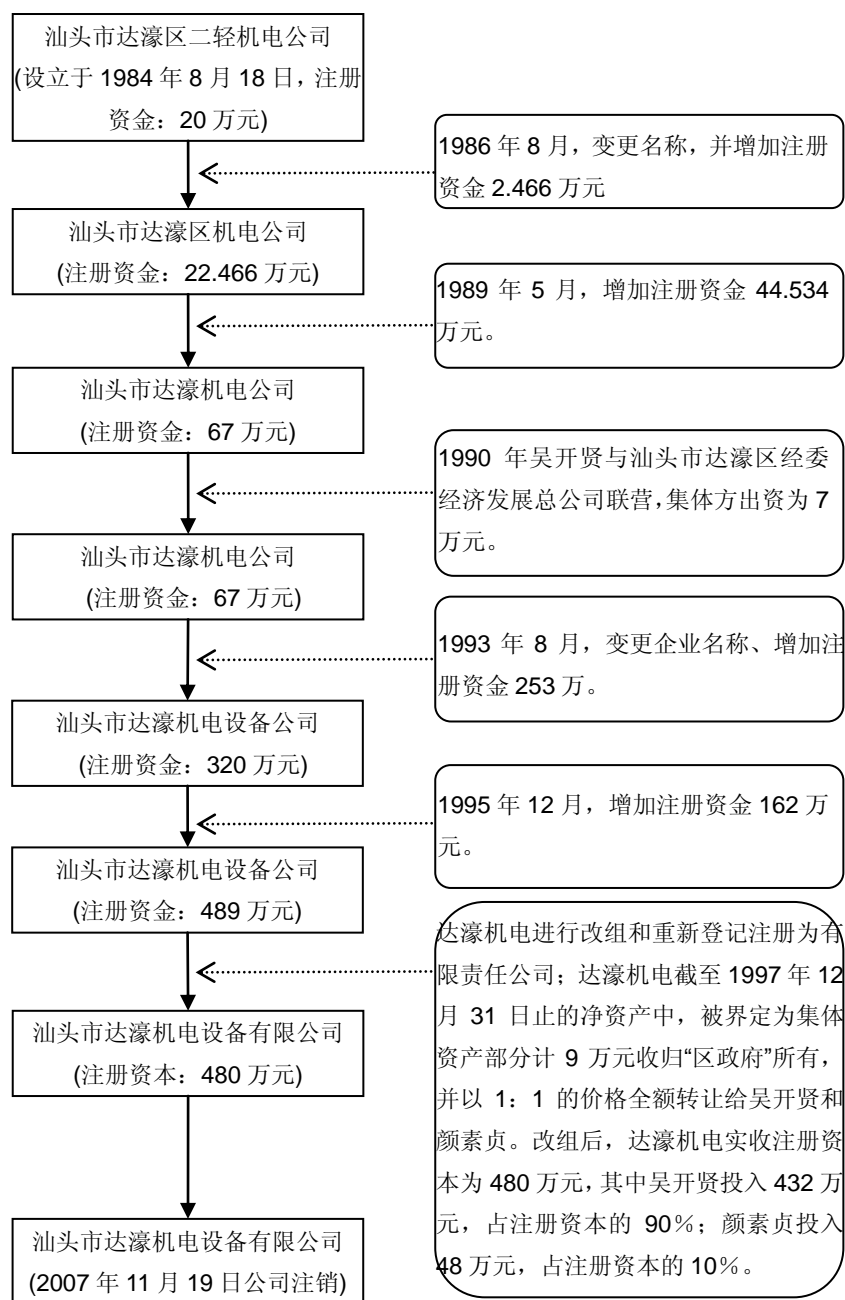 汕头市达濠区二轻机电公司
(设立于 1984 年 8 月 18 日，注册
资金：20 万元)
1986 年 8 月，变更名称，并增加注册
资金 2.466 万元
汕头市达濠区机电公司
(注册资金：22.466 万元)
1989 年 5 月，增加注册资金 44.534
万元。
汕头市达濠机电公司
(注册资金：67 万元)
1990 年吴开贤与汕头市达濠区经委
经济发展总公司联营，集体方出资为 7
万元。
汕头市达濠机电公司
(注册资金：67 万元)
1993 年 8 月，变更企业名称、增加注
册资金 253 万。
汕头市达濠机电设备公司
(注册资金：320 万元)
1995 年 12 月，增加注册资金 162 万
元。
汕头市达濠机电设备公司
(注册资金：489 万元)
达濠机电进行改组和重新登记注册为有
限责任公司；达濠机电截至 1997 年 12
月 31 日止的净资产中，被界定为集体
资产部分计 9 万元收归“区政府”所有，
并以 1：1 的价格全额转让给吴开贤和
颜素贞。改组后，达濠机电实收注册资
本为 480 万元，其中吴开贤投入 432 万
元，占注册资本的 90％；颜素贞投入
48 万元，占注册资本的 10％。
汕头市达濠机电设备有限公司
(注册资本：480 万元)
汕头市达濠机电设备有限公司
(2007 年 11 月 19 日公司注销)